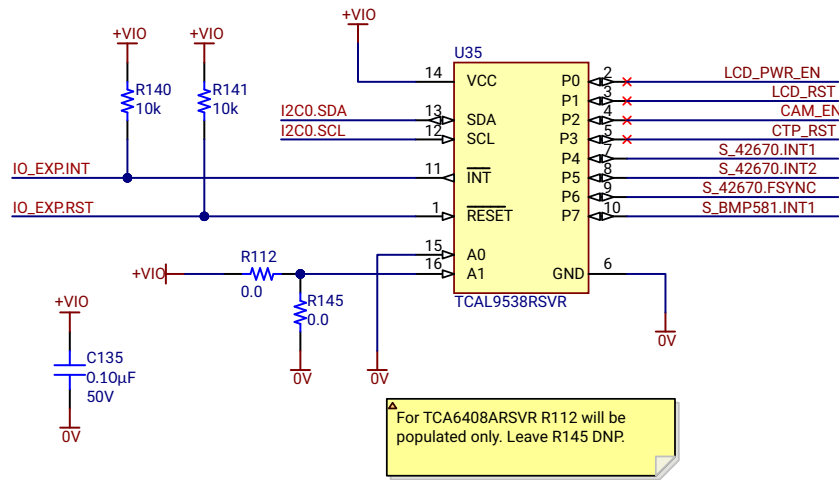 +VIO
+VIO
+VIO
U35
R140
10k
R141
10k
14
VCC
P0
2
LCD_PWR_EN
P1
3
LCD_RST
I2C0.SDA
13
SDA
P2
4
CAM_EN
I2C0.SCL
12
SCL
P3
5
CTP_RST
P4
7
S_42670.INT1
IO_EXP.INT
11
INT
P5
8
S_42670.INT2
P6
9
S_42670.FSYNC
IO_EXP.RST
1
RESET
P7
10
S_BMP581.INT1
15
A0
+VIO
R112
0.0
16
A1
GND
6
R145
0.0
TCAL9538RSVR
+VIO
C135
0.10µF
50V
0V
0V
0V
0V
For TCA6408ARSVR R112 will be
populated only. Leave R145 DNP.